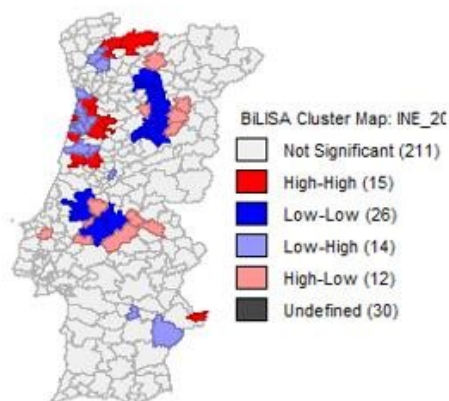 BiLISA Cluster Map: INE_20
Not Significant (211)
High-High (15)
Low-Low (26)
Low-High (14)
High-Low (12)
Undefined (30)